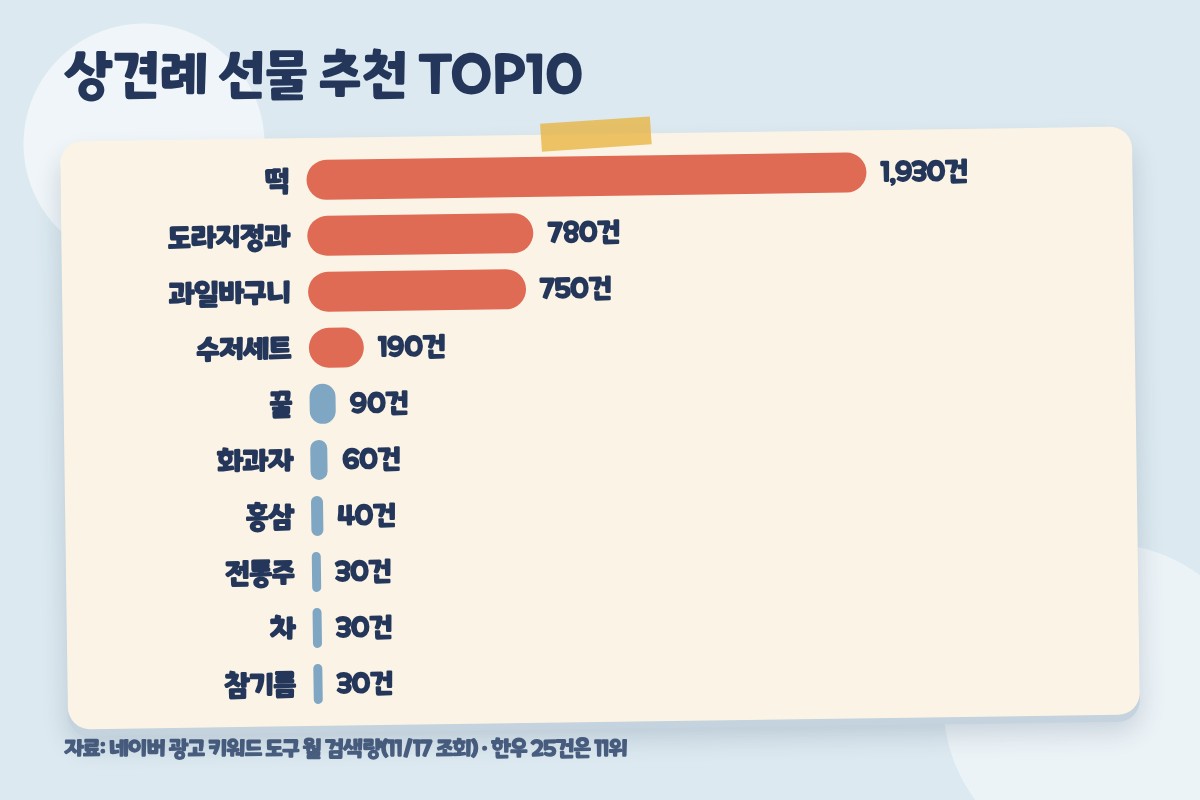 상견례 선물 추천 TOP10
떡 1,930건
도라지정과 780건
과일바구니 750건
수저세트 190건
꿀 90건
화과자 60건
홍삼 40건
전통주 30건
차 30건
참기름 30건
자료: 네이버 광고 키워드 도구 월 검색량(11/17 조회) · 한우 25건은 11위